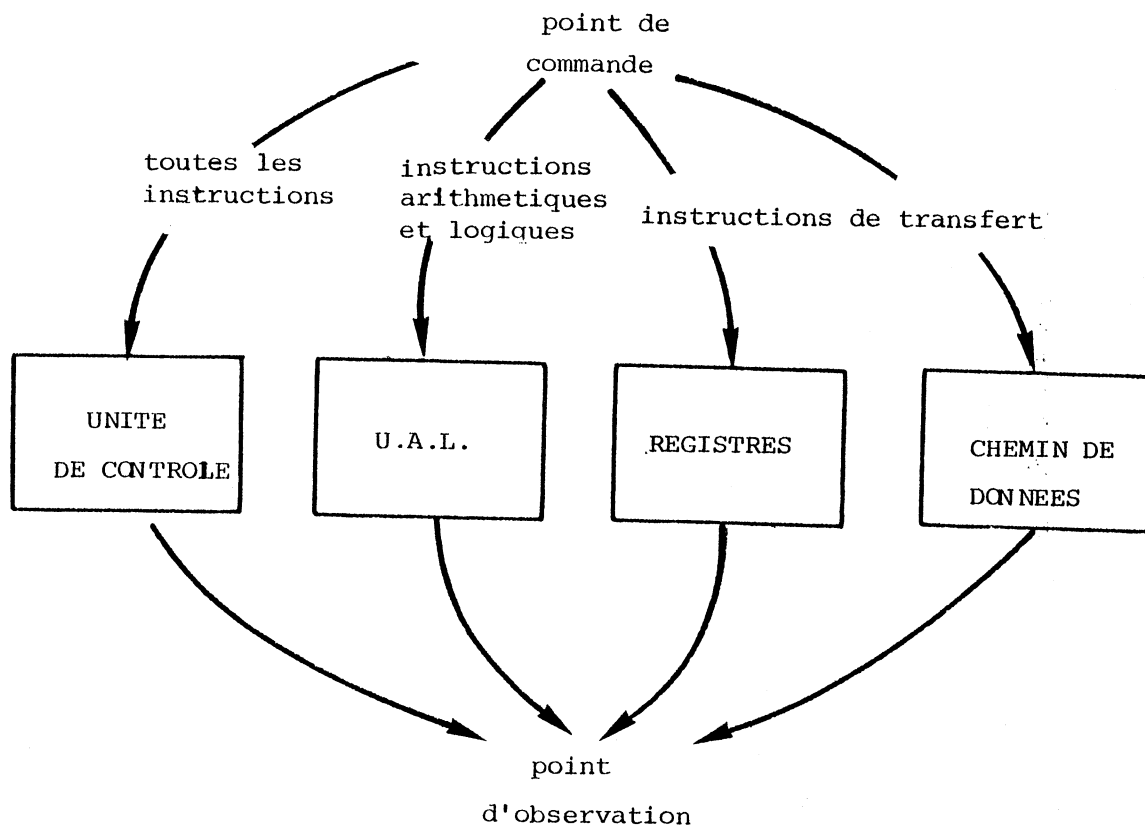 point de
commande
toutes les
instructions
instructions
arithmetiques
et logiques
instructions de transfert
UNITE
DE CONTROLE
U.A.L.
REGISTRES
CHEMIN DE
DONNEES
point
d'observation